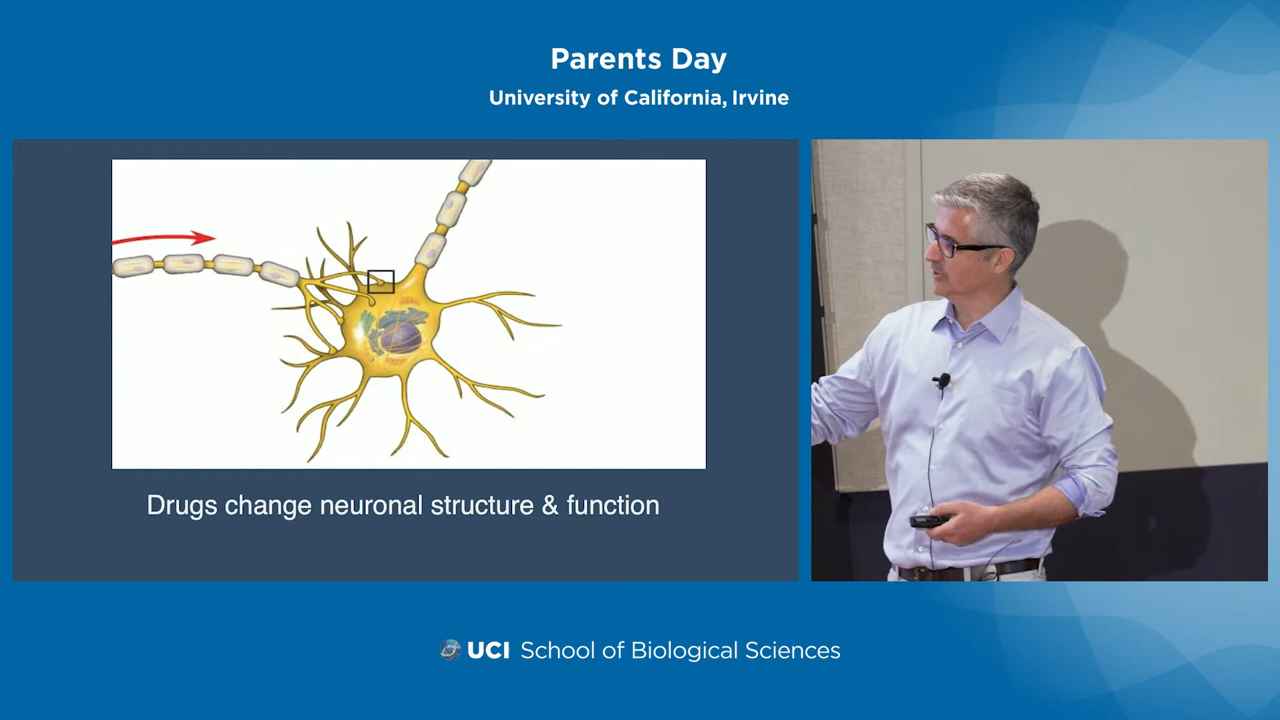 Parents Day
University of California, Irvine
Drugs change neuronal structure & function
UCI School of Biological Sciences